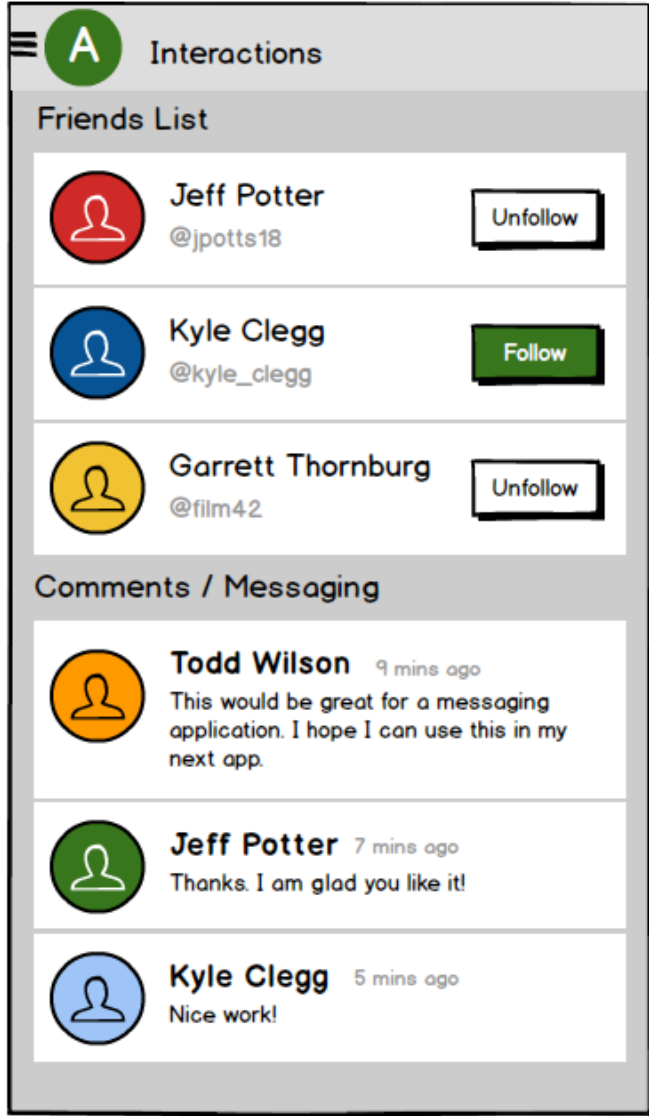 A
Interactions
Friends List
Jeff Potter
@jpotts18
Unfollow
Kyle Clegg
@kyle_clegg
Follow
Garrett Thornburg
@film42
Unfollow
Comments / Messaging
Todd Wilson 9 mins ago
This would be great for a messaging
application. I hope I can use this in my
next app.
Jeff Potter 7 mins ago
Thanks. I am glad you like it!
Kyle Clegg 5 mins ago
Nice work!